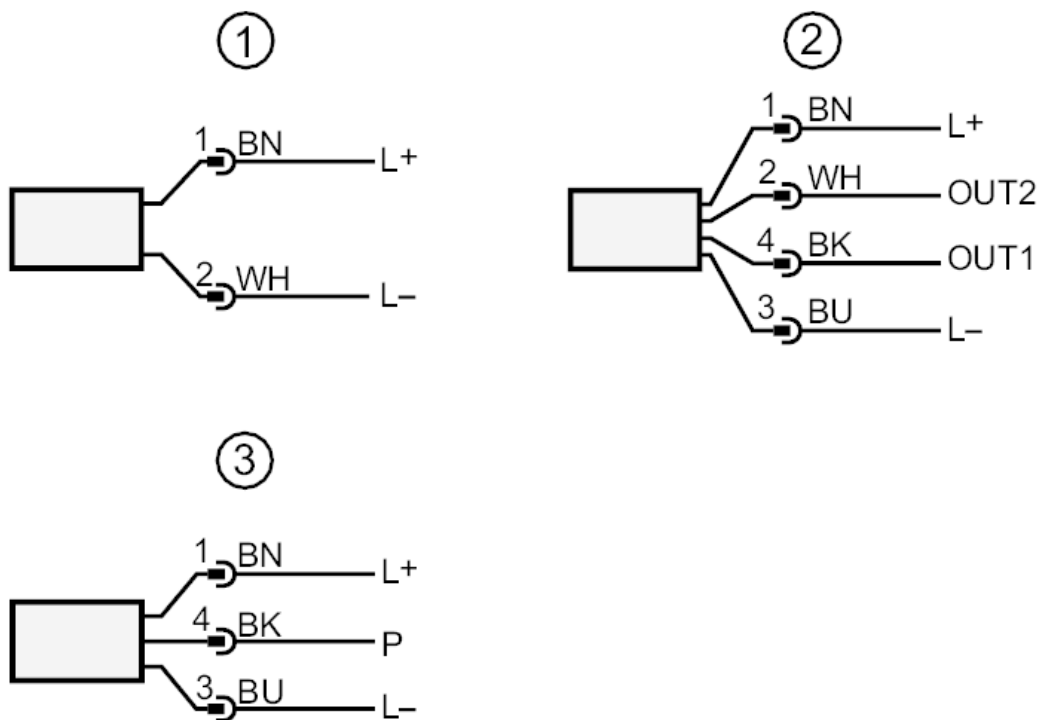 1
1 BN L+
2 WH L–
2
1 BN L+
2 WH OUT2
4 BK OUT1
3 BU L–
3
1 BN L+
4 BK P
3 BU L–